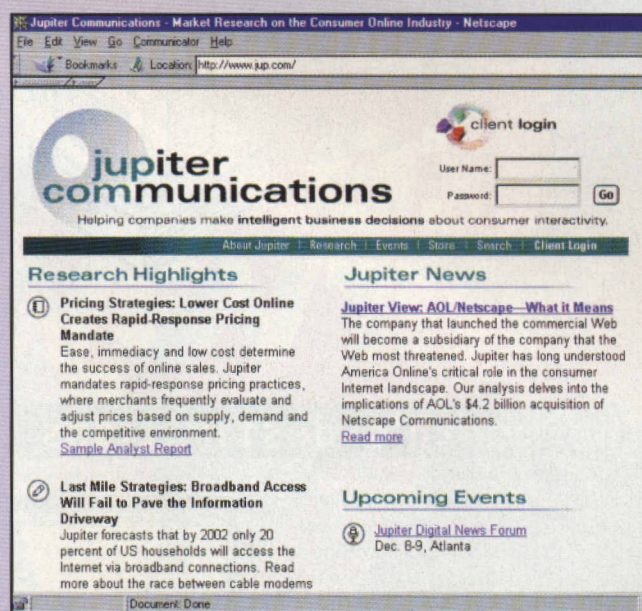 Jupiter Communications - Market Research on the Consumer Online Industry - Netscape
File Edit View Go Communicator Help
Bookmarks Location: http://www.jup.com/
client login
jupiter
communications
User Name:
Password:
Go
Helping companies make intelligent business decisions about consumer interactivity.
About Jupiter | Research | Events | Store | Search | Client Login
Research Highlights
Pricing Strategies: Lower Cost Online
Creates Rapid-Response Pricing
Mandate
Ease, immediacy and low cost determine
the success of online sales. Jupiter
mandates rapid-response pricing practices,
where merchants frequently evaluate and
adjust prices based on supply, demand and
the competitive environment.
Sample Analyst Report
Last Mile Strategies: Broadband Access
Will Fail to Pave the Information
Driveway
Jupiter forecasts that by 2002 only 20
percent of US households will access the
Internet via broadband connections. Read
more about the race between cable modems
Jupiter News
Jupiter View: AOL/Netscape—What it Means
The company that launched the commercial Web
will become a subsidiary of the company that the
Web most threatened. Jupiter has long understood
America Online's critical role in the consumer
Internet landscape. Our analysis delves into the
implications of AOL's $4.2 billion acquisition of
Netscape Communications.
Read more
Upcoming Events
Jupiter Digital News Forum
Dec. 8-9, Atlanta
Document: Done